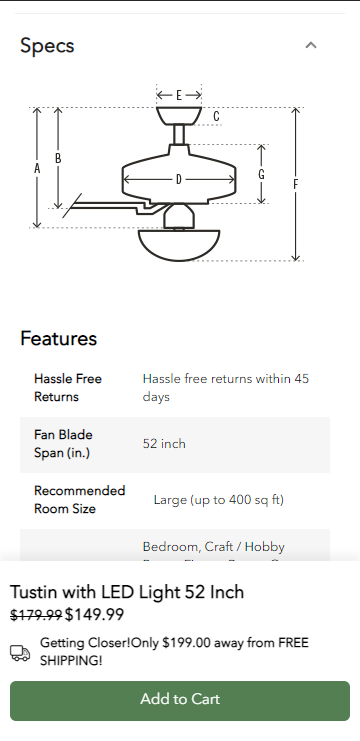 Specs
E
C
A
B
D
G
F
Features
Hassle Free
Returns
Hassle free returns within 45
days
Fan Blade
Span (in.)
52 inch
Recommended
Room Size
Large (up to 400 sq ft)
Bedroom, Craft / Hobby
Tustin with LED Light 52 Inch
$179.99 $149.99
Getting Closer!Only $199.00 away from FREE
SHIPPING!
Add to Cart